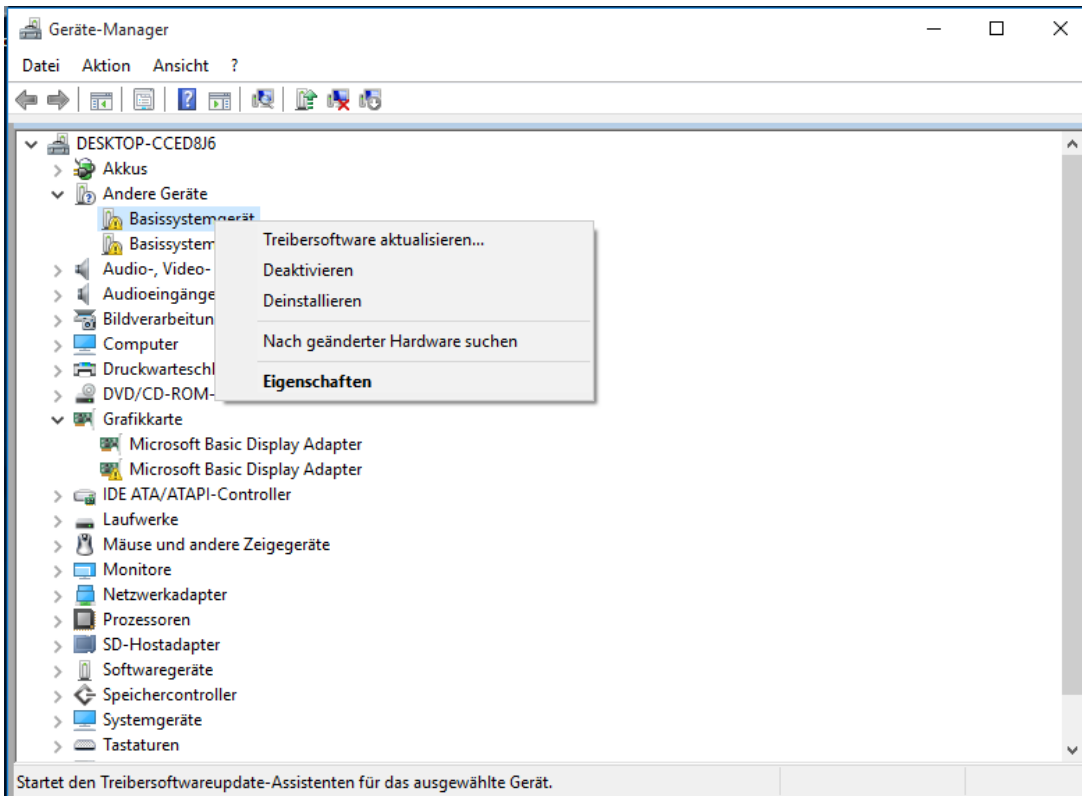 Geräte-Manager
Datei Aktion Ansicht ?
DESKTOP-CCED8J6
Akkus
Andere Geräte
Basissystemgerät
Basissystem
Treibersoftware aktualisieren...
Audio-, Video-
Deaktivieren
Audioeingänge
Deinstallieren
Bildverarbeitun
Computer
Nach geänderter Hardware suchen
Druckwarteschl
Eigenschaften
DVD/CD-ROM-
Grafikkarte
Microsoft Basic Display Adapter
Microsoft Basic Display Adapter
IDE ATA/ATAPI-Controller
Laufwerke
Mäuse und andere Zeigegeräte
Monitore
Netzwerkadapter
Prozessoren
SD-Hostadapter
Softwaregeräte
Speichercontroller
Systemgeräte
Tastaturen
Startet den Treibersoftwareupdate-Assistenten für das ausgewählte Gerät.